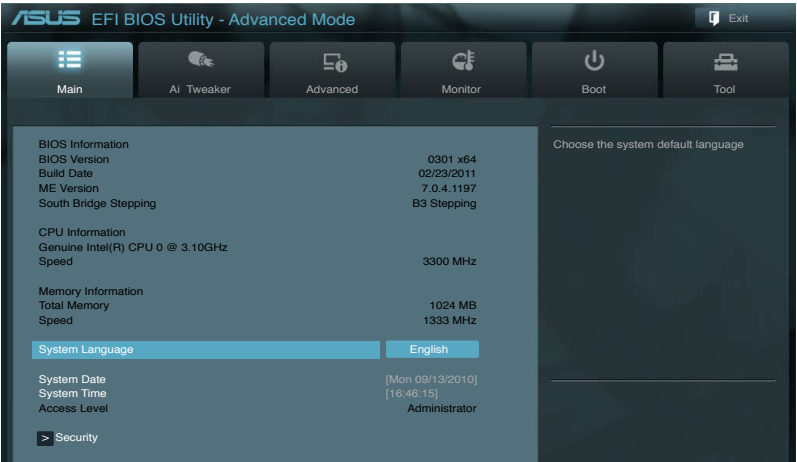 ASUS EFI BIOS Utility - Advanced Mode
Exit
Main
Ai Tweaker
Advanced
Monitor
Boot
Tool
BIOS Information
BIOS Version 0301 x64
Build Date 02/23/2011
ME Version 7.0.4.1197
South Bridge Stepping B3 Stepping
CPU Information
Genuine Intel(R) CPU 0 @ 3.10GHz
Speed 3300 MHz
Memory Information
Total Memory 1024 MB
Speed 1333 MHz
System Language English
System Date [Mon 09/13/2010]
System Time [16:46:15]
Access Level Administrator
> Security
Choose the system default language